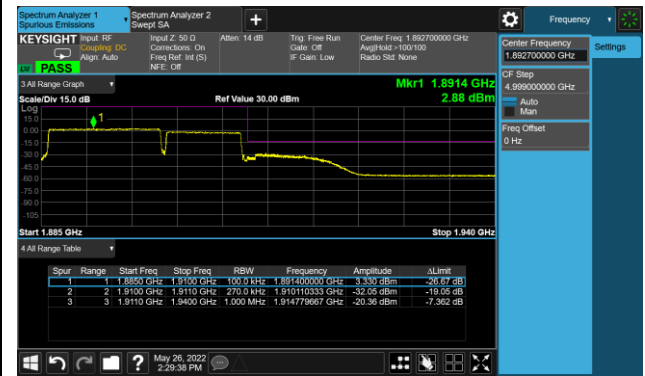 Spectrum Analyzer 1
Spurious Emissions
Spectrum Analyzer 2
Swept SA
+
Frequency
KEYSIGHT
Input: RF
Coupling: DC
Align: Auto
Input Z: 50 Ω
Corrections: On
Freq Ref: Int (S)
NFE: Off
Atten: 14 dB
Trig: Free Run
Gate: Off
IF Gain: Low
Center Freq: 1.892700000 GHz
Avg|Hold >100/100
Radio Std: None
PASS
Center Frequency
1.892700000 GHz
Settings
CF Step
4.999000000 GHz
Auto
Man
Freq Offset
0 Hz
3 All Range Graph
Mkr1 1.8914 GHz
Scale/Div 15.0 dB
Ref Value 30.00 dBm
2.88 dBm
Log
15.0
0.00
-15.0
-30.0
-45.0
-60.0
-75.0
-90.0
-105
1
Start 1.885 GHz
Stop 1.940 GHz
4 All Range Table
Spur Range Start Freq Stop Freq RBW Frequency Amplitude ΔLimit
1 1 1.8850 GHz 1.9100 GHz 100.0 kHz 1.891400000 GHz 3.330 dBm -26.67 dB
2 2 1.9100 GHz 1.9110 GHz 270.0 kHz 1.910110333 GHz -32.05 dBm -19.05 dB
3 3 1.9110 GHz 1.9400 GHz 1.000 MHz 1.914779667 GHz -20.36 dBm -7.362 dB
?
May 26, 2022
2:29:38 PM